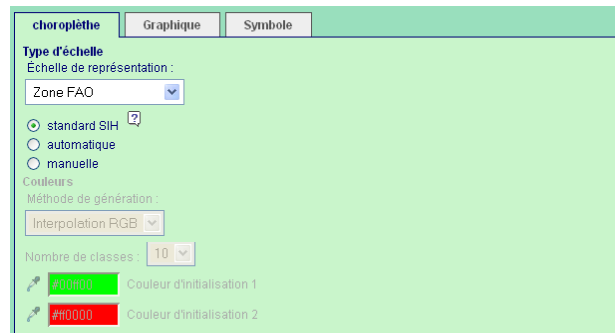 choroplèthe Graphique Symbole
Type d'échelle
Échelle de représentation :
Zone FAO
standard SIH ?
automatique
manuelle
Couleurs
Méthode de génération :
Interpolation RGB
Nombre de classes : 10
#00ff00 Couleur d'initialisation 1
#ff0000 Couleur d'initialisation 2